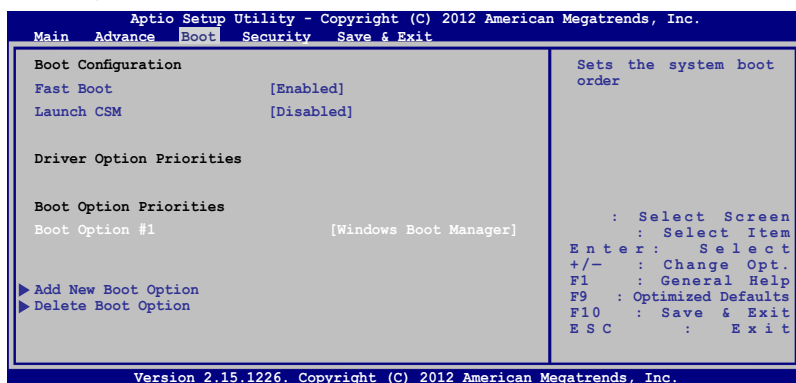 Aptio Setup Utility - Copyright (C) 2012 American Megatrends, Inc.
Main Advance Boot Security Save & Exit
Boot Configuration
Fast Boot [Enabled]
Launch CSM [Disabled]
Driver Option Priorities
Boot Option Priorities
Boot Option #1 [Windows Boot Manager]
Add New Boot Option
Delete Boot Option
Sets the system boot
order
: Select Screen
: Select Item
Enter: Select
+/— : Change Opt.
F1 : General Help
F9 : Optimized Defaults
F10 : Save & Exit
ESC : Exit
Version 2.15.1226. Copyright (C) 2012 American Megatrends, Inc.